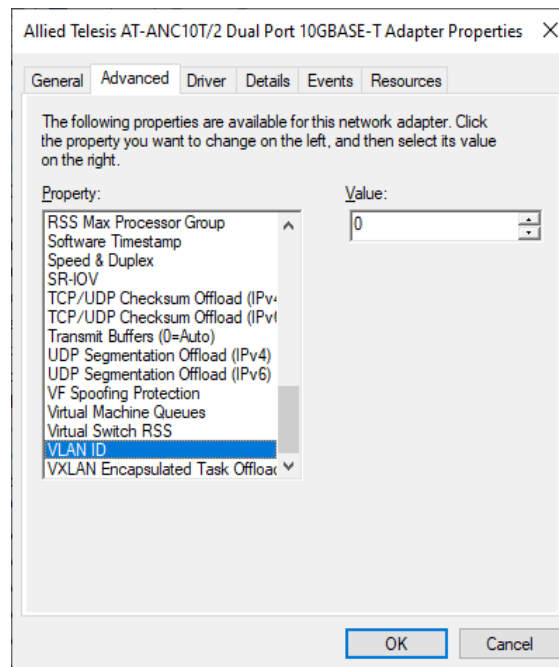 Allied Telesis AT-ANC10T/2 Dual Port 10GBASE-T Adapter Properties
General Advanced Driver Details Events Resources
The following properties are available for this network adapter. Click
the property you want to change on the left, and then select its value
on the right.
Property:
Value:
RSS Max Processor Group
0
Software Timestamp
Speed & Duplex
SR-IOV
TCP/UDP Checksum Offload (IPv4
TCP/UDP Checksum Offload (IPv6
Transmit Buffers (0=Auto)
UDP Segmentation Offload (IPv4)
UDP Segmentation Offload (IPv6)
VF Spoofing Protection
Virtual Machine Queues
Virtual Switch RSS
VLAN ID
VXLAN Encapsulated Task Offload
OK
Cancel